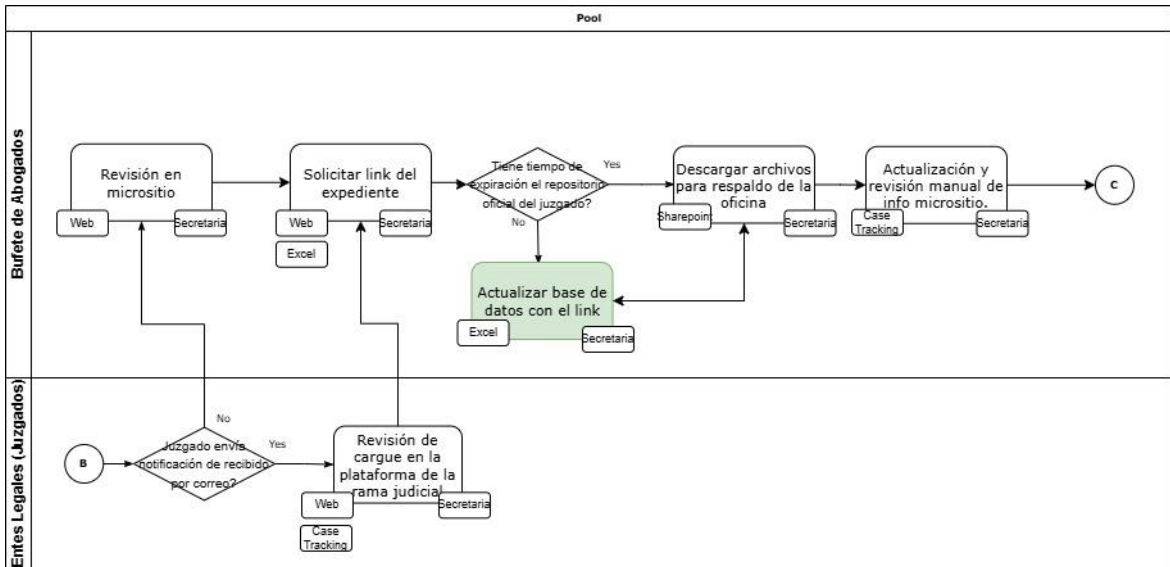 Pool
Bufete de Abogados
Revisión en
micrositio
Web
Secretaria
Solicitar link del
expediente
Web
Secretaria
Excel
Tiene tiempo de
expiración el repositorio
oficial del juzgado?
Yes
No
Descargar archivos
para respaldo de la
oficina
Sharepoint
Secretaria
Actualización y
revisión manual de
info micrositio.
Case
Tracking
Secretaria
C
Actualizar base de
datos con el link
Excel
Secretaria
Entes Legales (Juzgados)
B
Juzgado envía
notificación de recibido
por correo?
No
Yes
Revisión de
cargue en la
plataforma de la
rama judicial
Web
Secretaria
Case
Tracking